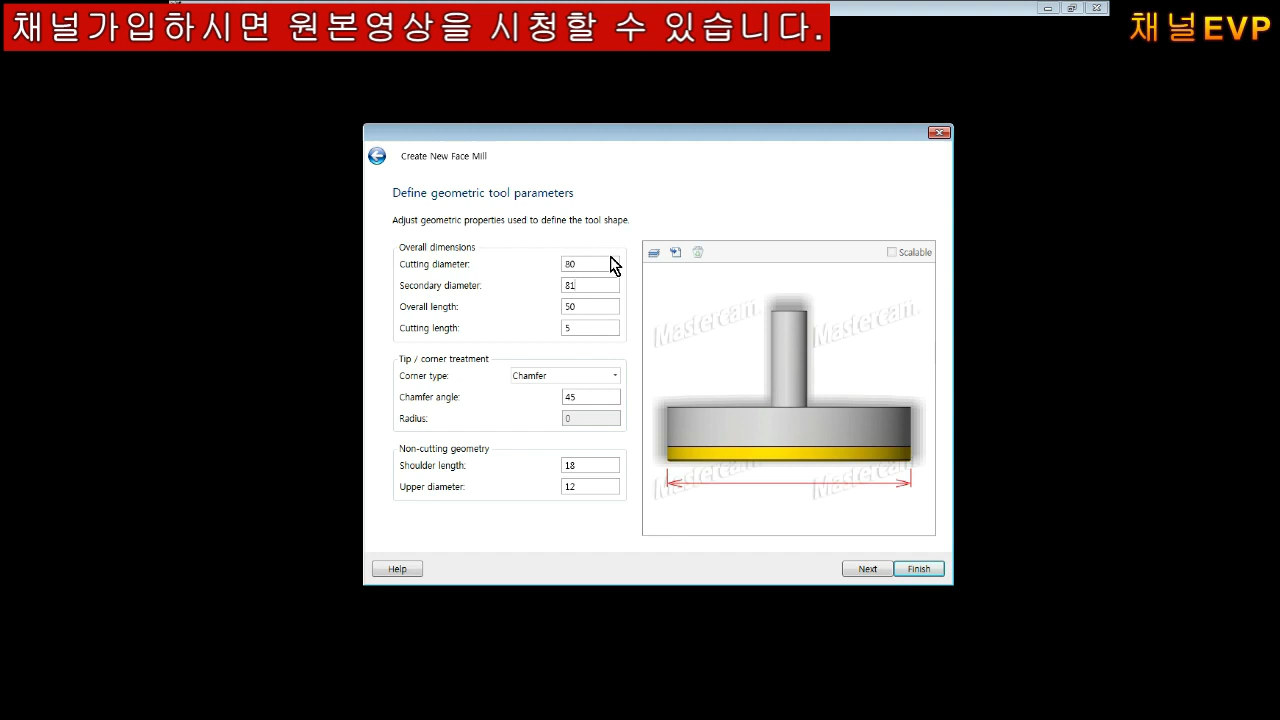 채널가입하시면 원본영상을 시청할 수 있습니다.
채널EVP
Create New Face Mill
Define geometric tool parameters
Adjust geometric properties used to define the tool shape.
Overall dimensions
Cutting diameter: 80
Secondary diameter: 81
Overall length: 50
Cutting length: 5
Tip / corner treatment
Corner type: Chamfer
Chamfer angle: 45
Radius: 0
Non-cutting geometry
Shoulder length: 18
Upper diameter: 12
Scalable
Mastercam. Mastercam.
Mastercam. Mastercam.
Help Next Finish